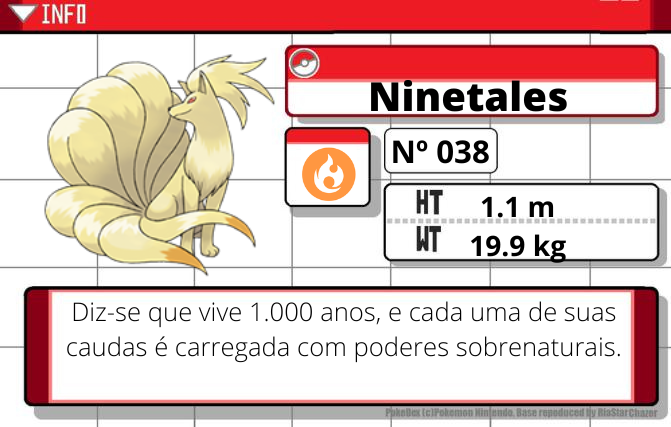 INFO
Ninetales
Nº 038
HT 1.1 m
WT 19.9 kg
Diz-se que vive 1.000 anos, e cada uma de suas
caudas é carregada com poderes sobrenaturais.
PokeDex (c)Pokemon Nintendo. Base repoduced by RiaStarChazer